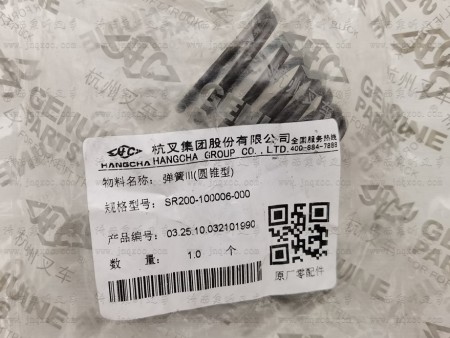 杭叉集团股份有限公司 全国服务热线
HANGCHA HANGCHA GROUP CO.,LTD. 400-884-7888
物料名称: 弹簧III(圆锥型)
规格型号: SR200-100006-000
产品编号: 03.25.10.032101990
数 量: 1.0 个
原厂零配件
杭州叉车
GENUINE